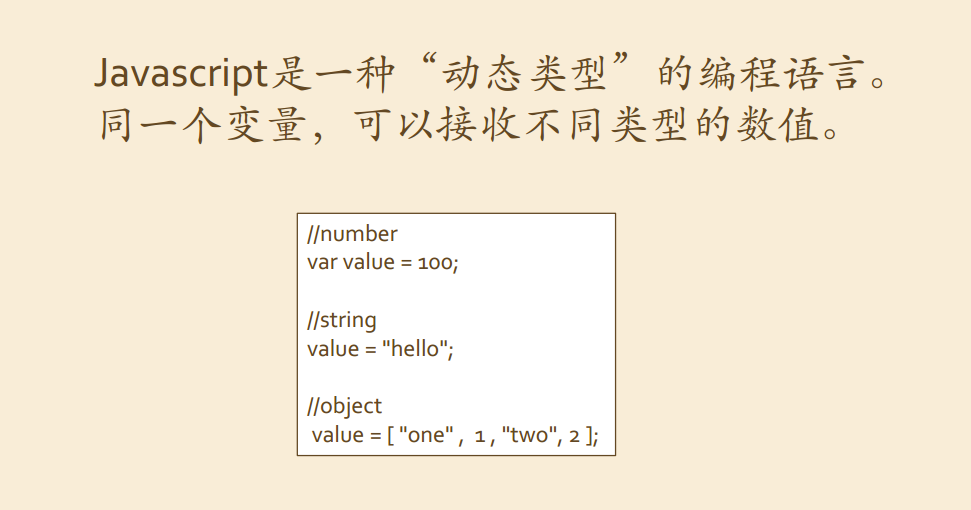 Javascript是一种“动态类型”的编程语言。
同一个变量，可以接收不同类型的数值。
//number
var value = 100;
//string
value = "hello";
//object
value = [ "one" , 1 , "two", 2 ];